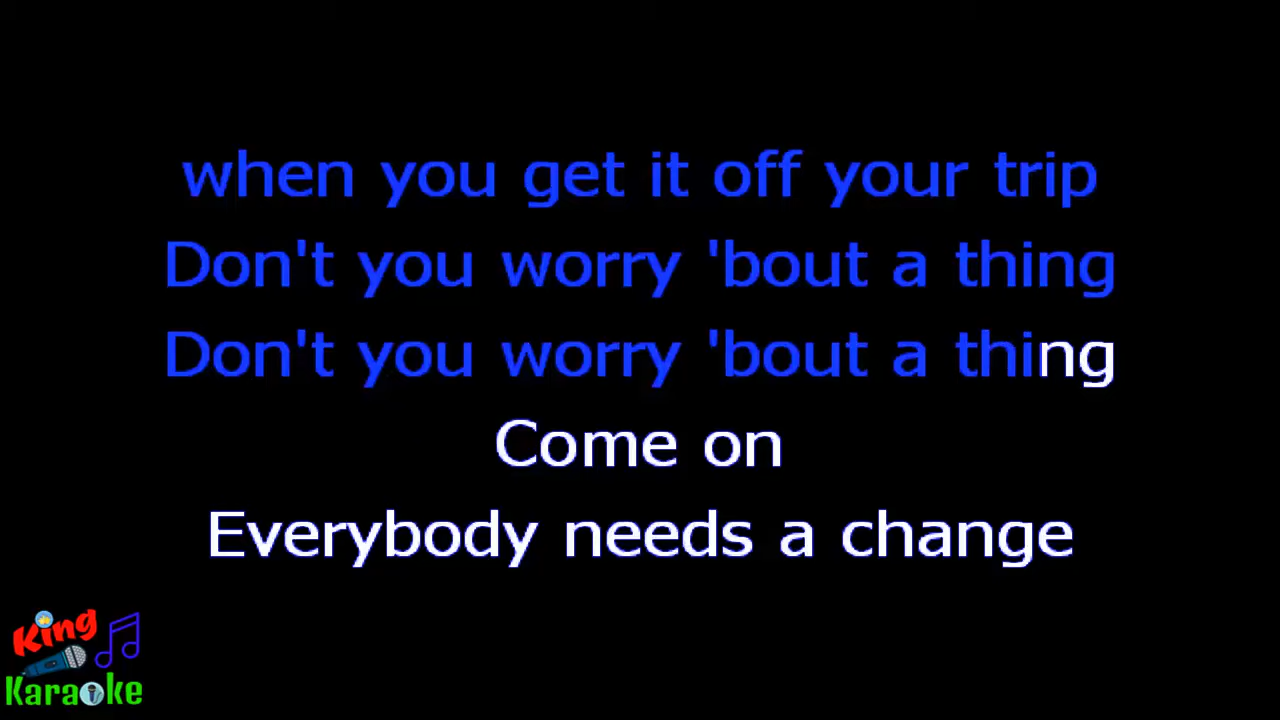 when you get it off your trip
Don't you worry 'bout a thing
Don't you worry 'bout a thing
Come on
Everybody needs a change
King
Karaoke